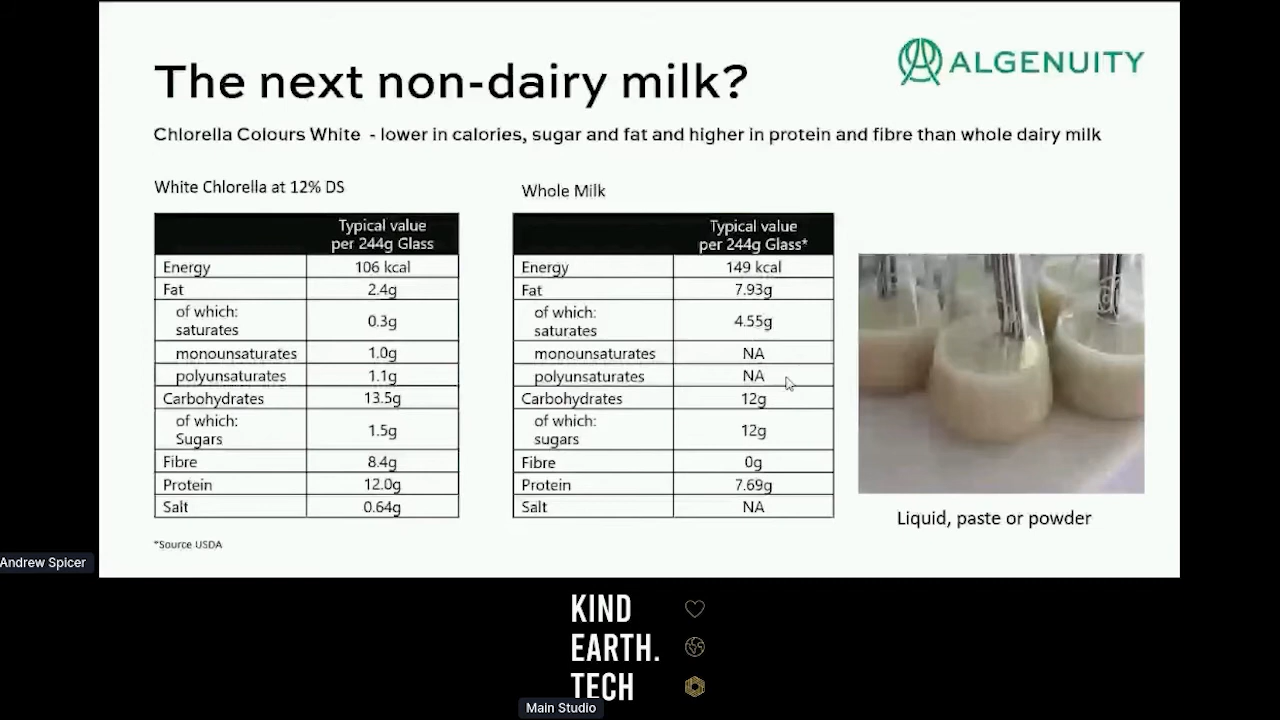 The next non-dairy milk?
ALGENUITY
Chlorella Colours White - lower in calories, sugar and fat and higher in protein and fibre than whole dairy milk
White Chlorella at 12% DS
Typical value
per 244g Glass
Energy 106 kcal
Fat 2.4g
of which:
saturates 0.3g
monounsaturates 1.0g
polyunsaturates 1.1g
Carbohydrates 13.5g
of which:
Sugars 1.5g
Fibre 8.4g
Protein 12.0g
Salt 0.64g
*Source USDA
Whole Milk
Typical value
per 244g Glass*
Energy 149 kcal
Fat 7.93g
of which:
saturates 4.55g
monounsaturates NA
polyunsaturates NA
Carbohydrates 12g
of which:
sugars 12g
Fibre 0g
Protein 7.69g
Salt NA
Liquid, paste or powder
Andrew Spicer
KIND
EARTH.
TECH
Main Studio